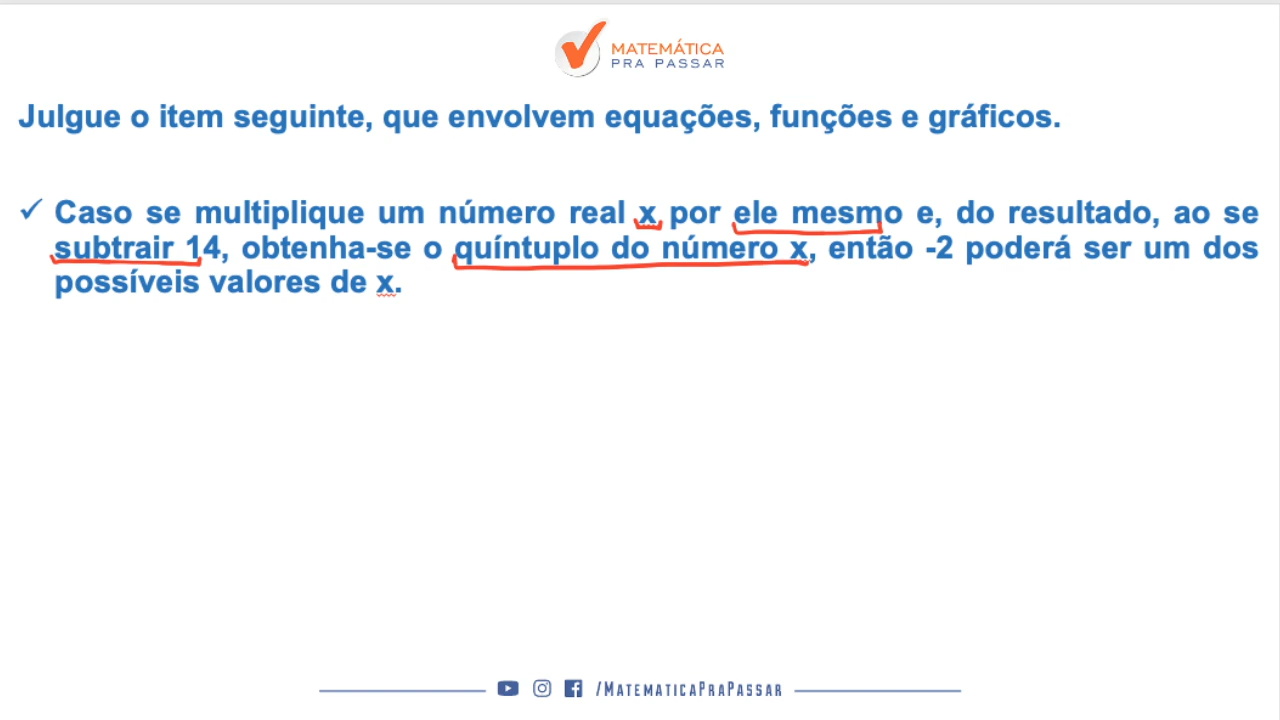 MATEMÁTICA
PRA PASSAR
Julgue o item seguinte, que envolvem equações, funções e gráficos.
✓ Caso se multiplique um número real x por ele mesmo e, do resultado, ao se
subtrair 14, obtenha-se o quíntuplo do número x, então -2 poderá ser um dos
possíveis valores de x.
/MATEMATICAPRAPASSAR